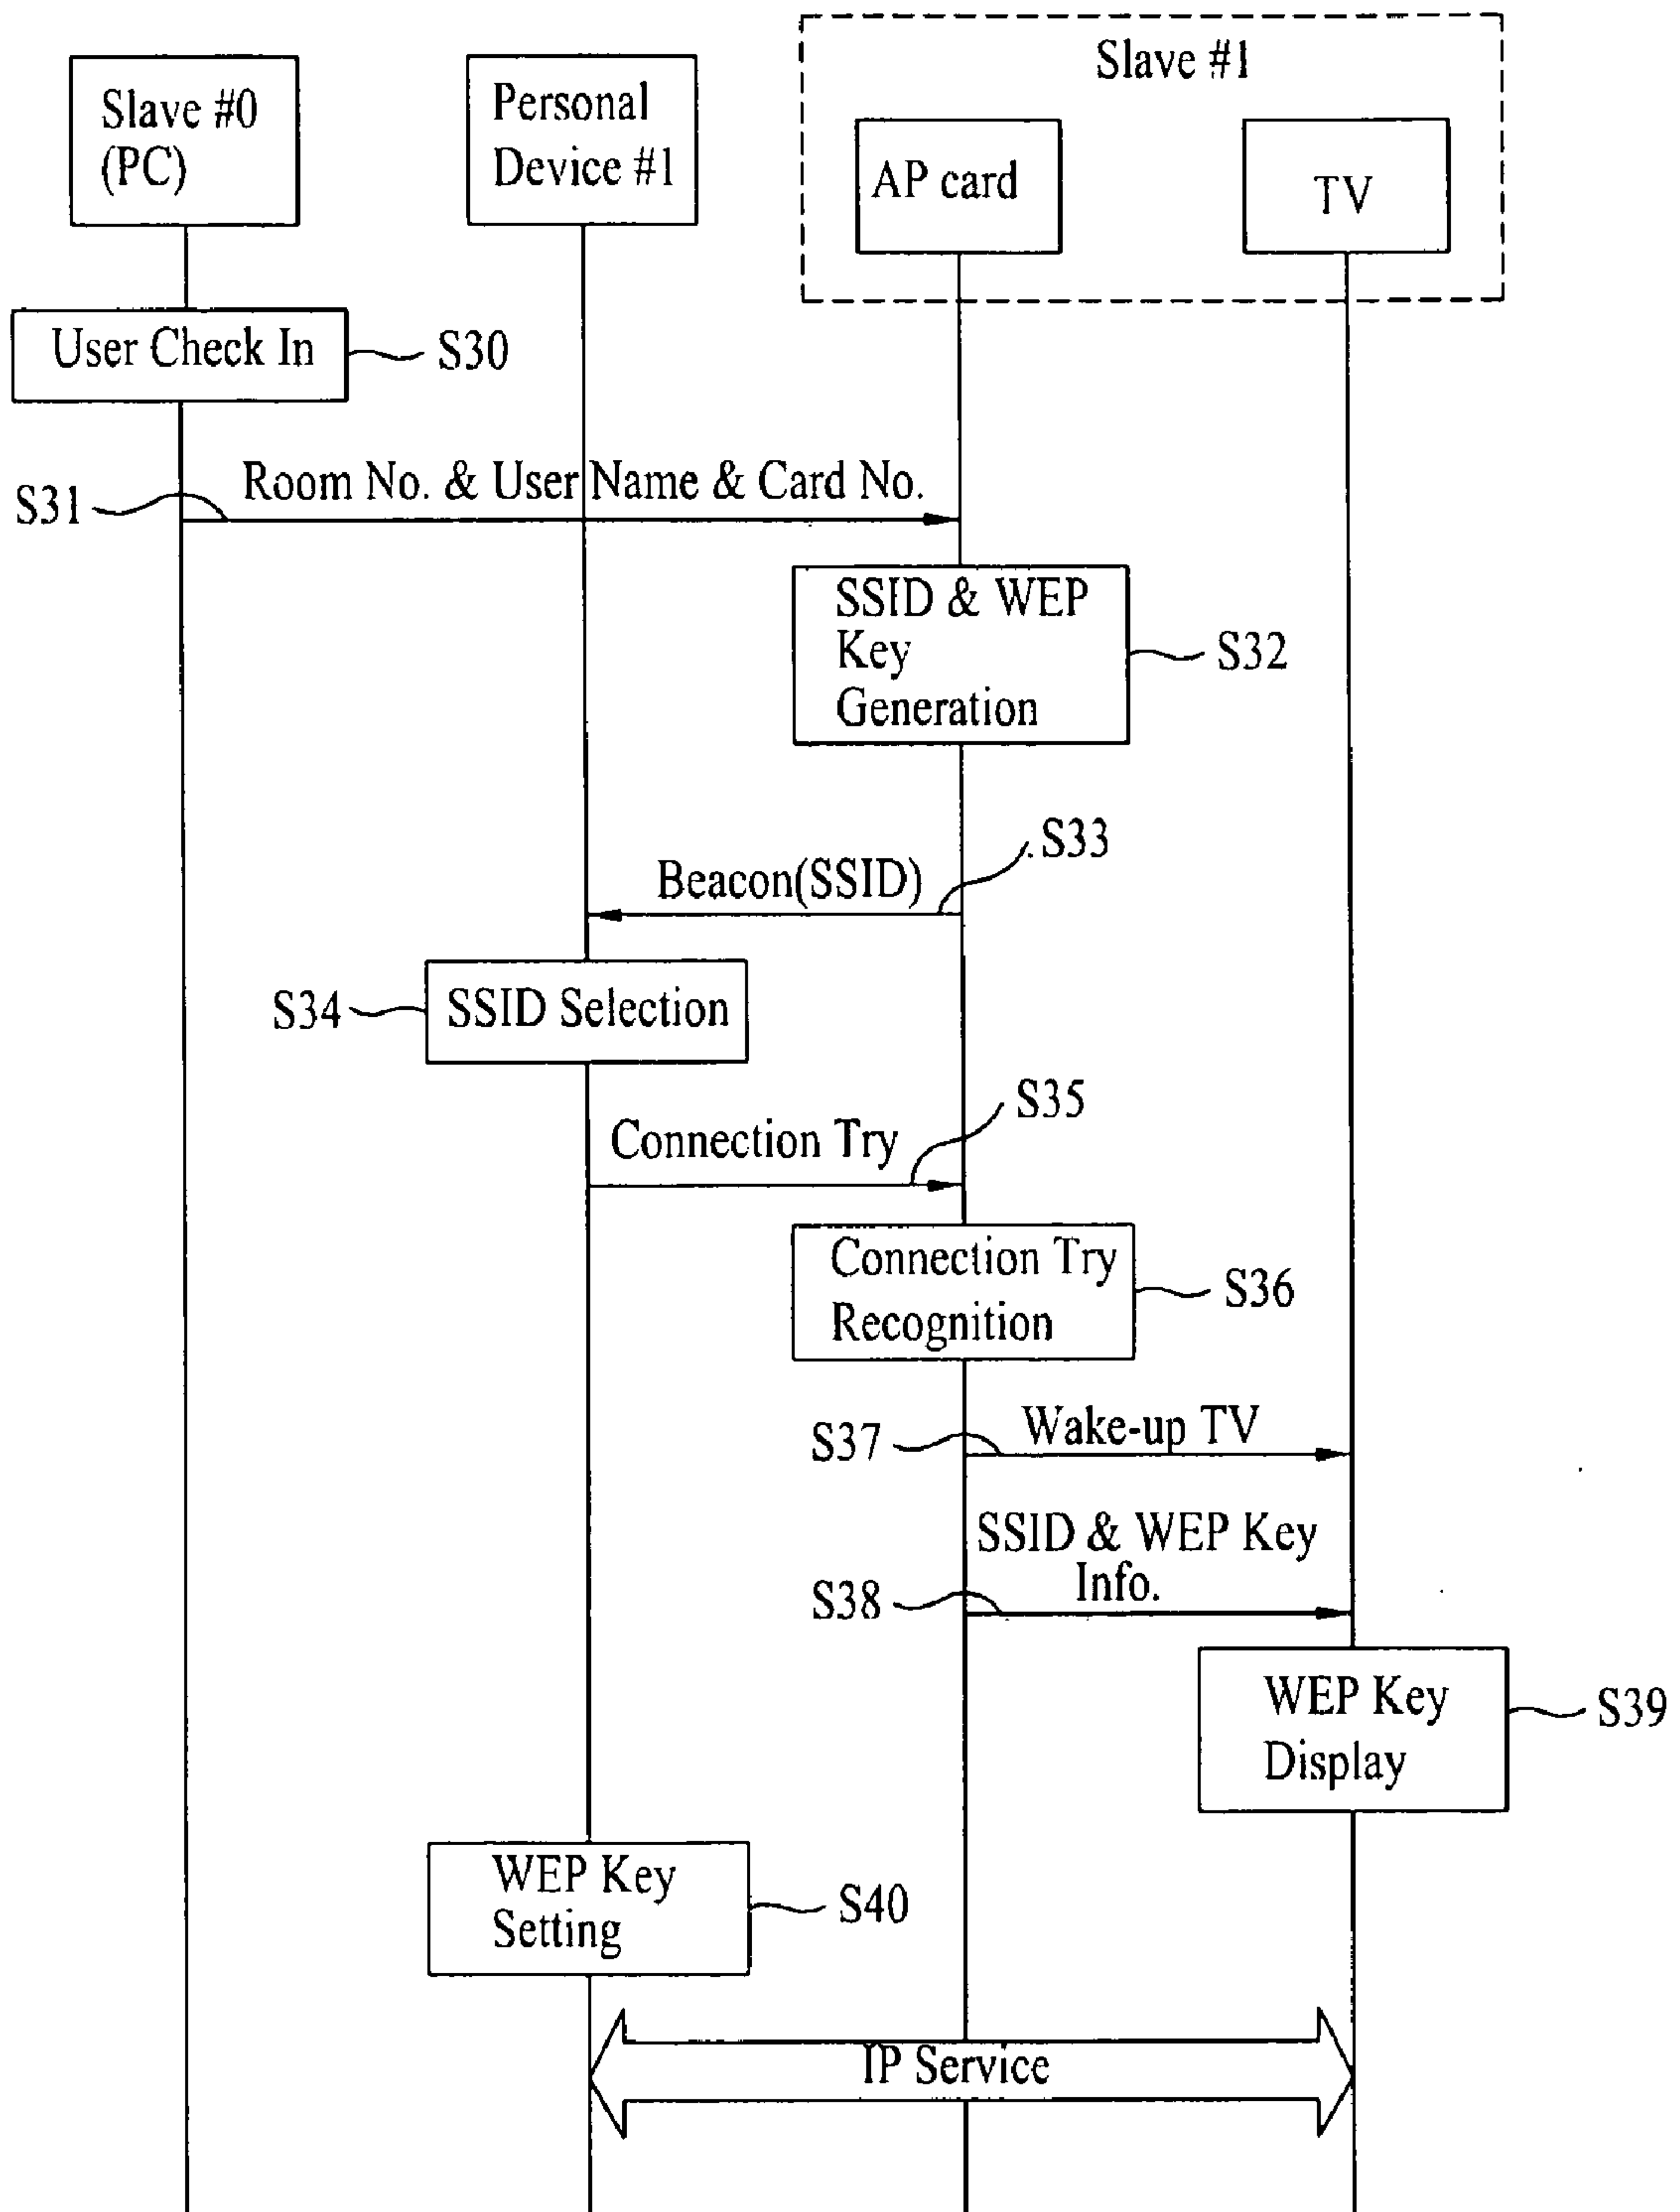 Slave #1
Slave #0
(PC)
Personal
Device #1
AP card
TV
User Check In
S30
Room No. & User Name & Card No.
S31
SSID & WEP
Key
Generation
S32
S33
Beacon(SSID)
S34
SSID Selection
S35
Connection Try
Connection Try
Recognition
S36
S37
Wake-up TV
SSID & WEP Key
Info.
S38
WEP Key
Display
S39
WEP Key
Setting
S40
IP Service